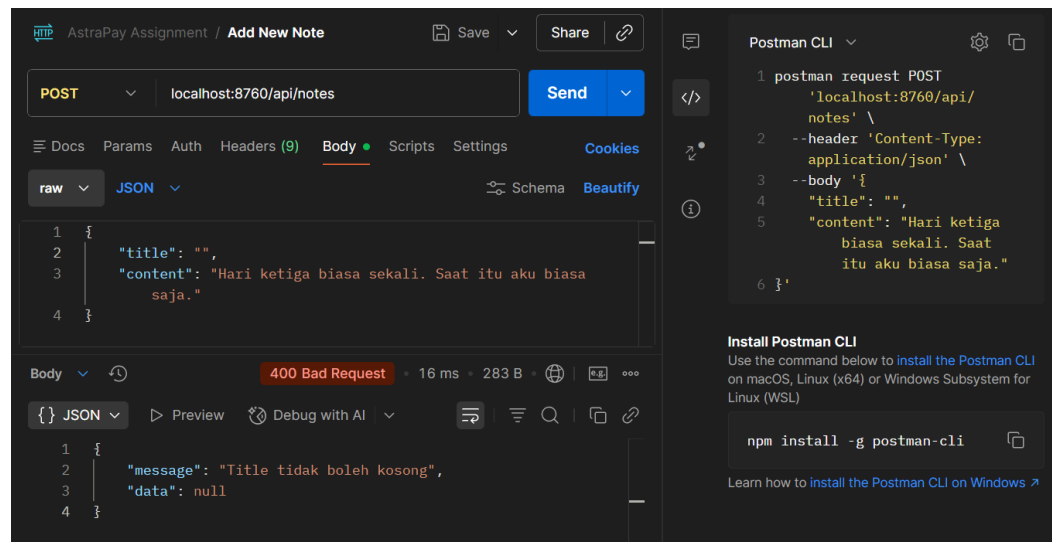 HTTP AstraPay Assignment / Add New Note Save Share
POST localhost:8760/api/notes Send
Docs Params Auth Headers (9) Body Scripts Settings Cookies
raw JSON Schema Beautify
1 {
2 "title": "",
3 "content": "Hari ketiga biasa sekali. Saat itu aku biasa
saja."
4 }
Body 400 Bad Request 16 ms 283 B e.g.
{} JSON Preview Debug with AI
1 {
2 "message": "Title tidak boleh kosong",
3 "data": null
4 }
Postman CLI
1 postman request POST
'localhost:8760/api/
notes' \
2 --header 'Content-Type:
application/json' \
3 --body '{
4 "title": "",
5 "content": "Hari ketiga
biasa sekali. Saat
itu aku biasa saja."
6 }'
Install Postman CLI
Use the command below to install the Postman CLI
on macOS, Linux (x64) or Windows Subsystem for
Linux (WSL)
npm install -g postman-cli
Learn how to install the Postman CLI on Windows ↗